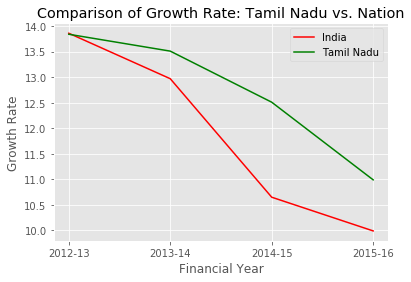 Comparison of Growth Rate: Tamil Nadu vs. Nation
14.0
13.5
13.0
12.5
12.0
11.5
11.0
10.5
10.0
Growth Rate
India
Tamil Nadu
2012-13 2013-14 2014-15 2015-16
Financial Year